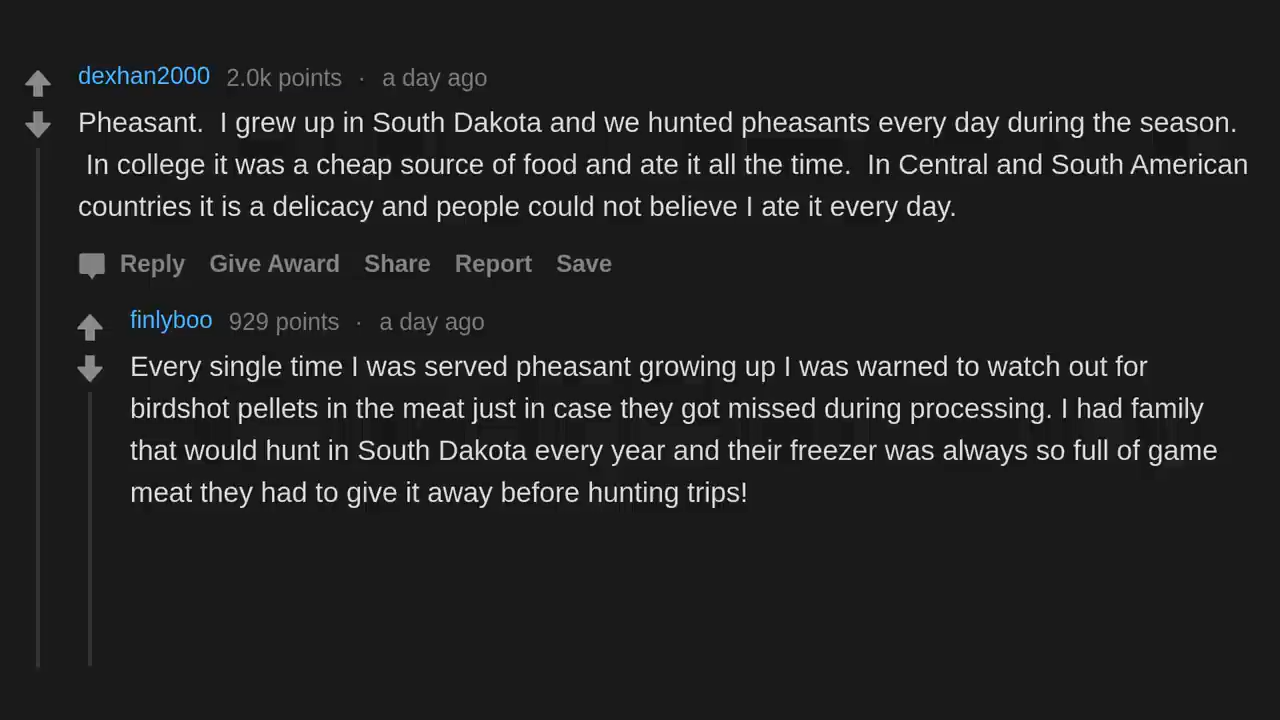 dexhan2000 2.0k points · a day ago
Pheasant. I grew up in South Dakota and we hunted pheasants every day during the season.
In college it was a cheap source of food and ate it all the time. In Central and South American
countries it is a delicacy and people could not believe I ate it every day.
Reply Give Award Share Report Save
finlyboo 929 points · a day ago
Every single time I was served pheasant growing up I was warned to watch out for
birdshot pellets in the meat just in case they got missed during processing. I had family
that would hunt in South Dakota every year and their freezer was always so full of game
meat they had to give it away before hunting trips!